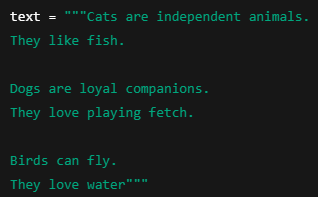 text = """Cats are independent animals.
They like fish.
Dogs are loyal companions.
They love playing fetch.
Birds can fly.
They love water"""